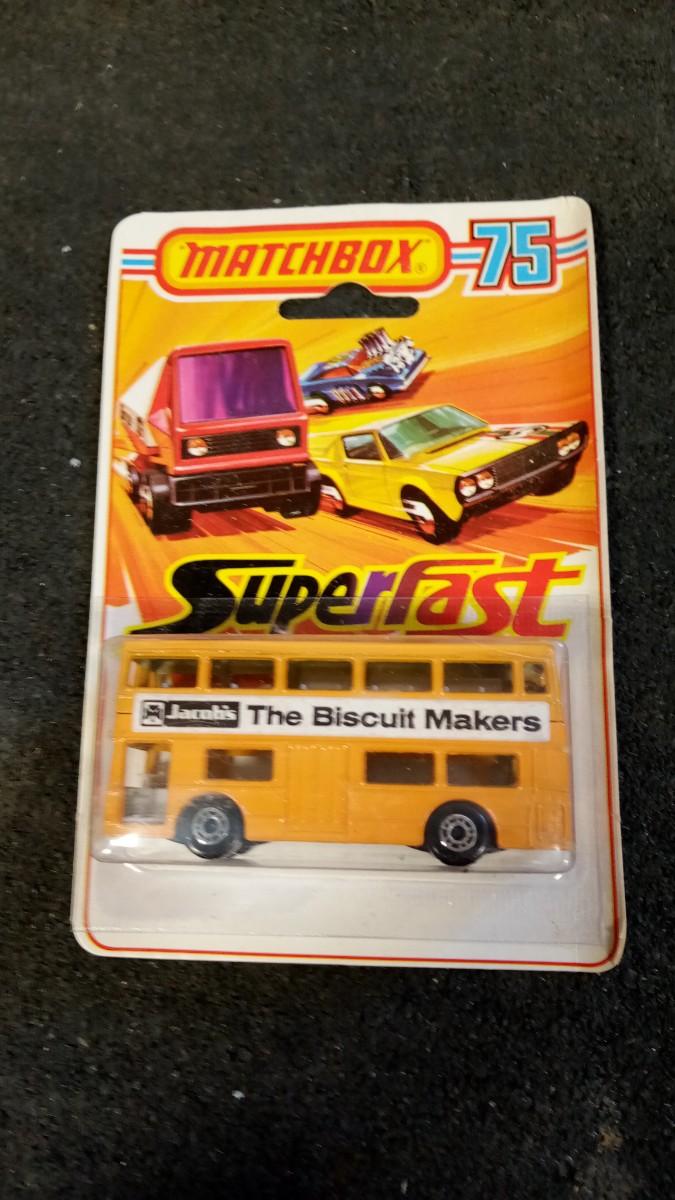 "MATCHBOX"® 75
Superfast
Jacob's The Biscuit Makers